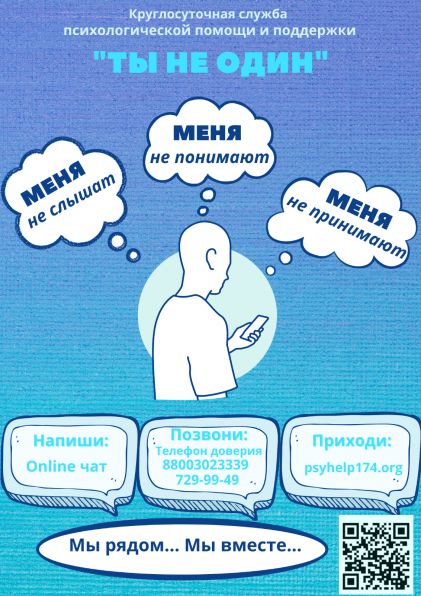 Круглосуточная служба
психологической помощи и поддержки
"ТЫ НЕ ОДИН"
МЕНЯ
не понимают
МЕНЯ
не слышат
МЕНЯ
не принимают
Напиши:
Online чат
Позвони:
Телефон доверия
88003023339
729-99-49
Приходи:
psyhelp174.org
Мы рядом... Мы вместе...